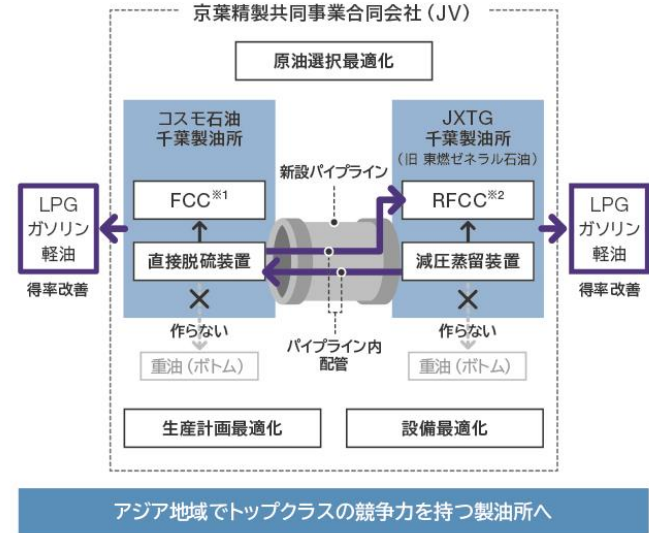 京葉精製共同事業合同会社（JV）
原油選択最適化
コスモ石油
千葉製油所
JXTG
千葉製油所
（旧 東燃ゼネラル石油）
新設パイプライン
LPG
ガソリン
軽油
得率改善
FCC※1
直接脱硫装置
作らない
重油（ボトム）
RFCC※2
減圧蒸留装置
作らない
重油（ボトム）
LPG
ガソリン
軽油
得率改善
パイプライン内
配管
生産計画最適化
設備最適化
アジア地域でトップクラスの競争力を持つ製油所へ